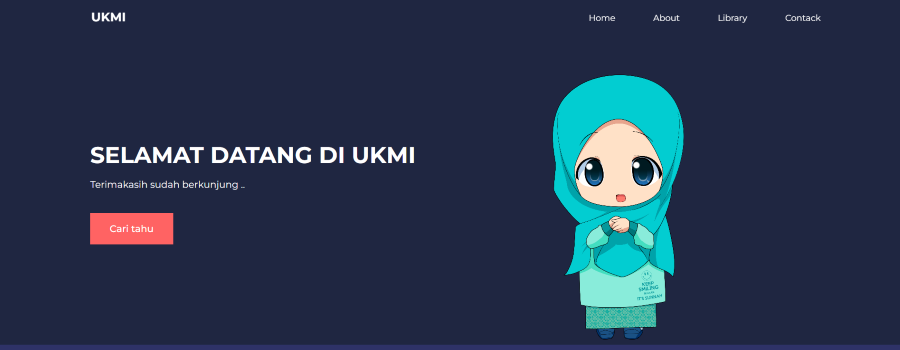 UKMI
Home
About
Library
Contack
SELAMAT DATANG DI UKMI
Terimakasih sudah berkunjung ..
Cari tahu
KEEP
SMILING
IT'S SUNNAH